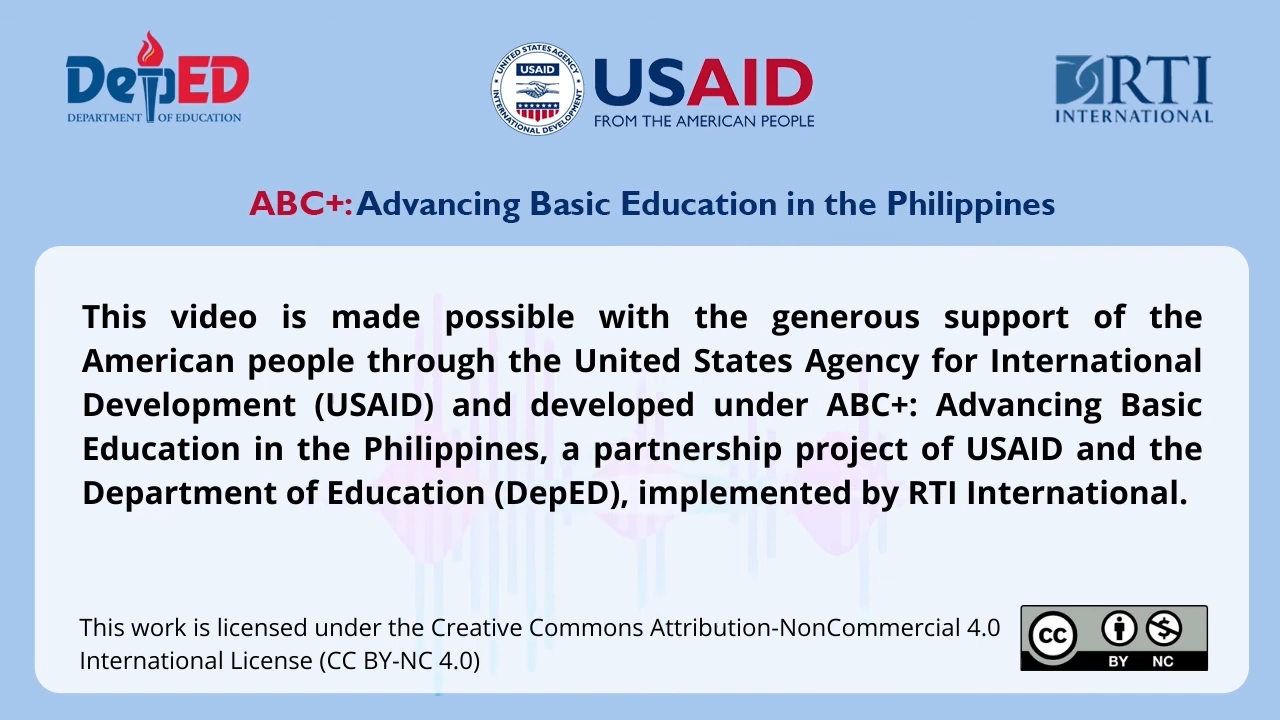 DepED
DEPARTMENT OF EDUCATION
UNITED STATES AGENCY
USAID
INTERNATIONAL DEVELOPMENT
USAID
FROM THE AMERICAN PEOPLE
RTI
INTERNATIONAL
ABC+: Advancing Basic Education in the Philippines
This video is made possible with the generous support of the
American people through the United States Agency for International
Development (USAID) and developed under ABC+: Advancing Basic
Education in the Philippines, a partnership project of USAID and the
Department of Education (DepED), implemented by RTI International.
This work is licensed under the Creative Commons Attribution-NonCommercial 4.0
International License (CC BY-NC 4.0)
cc
BY NC